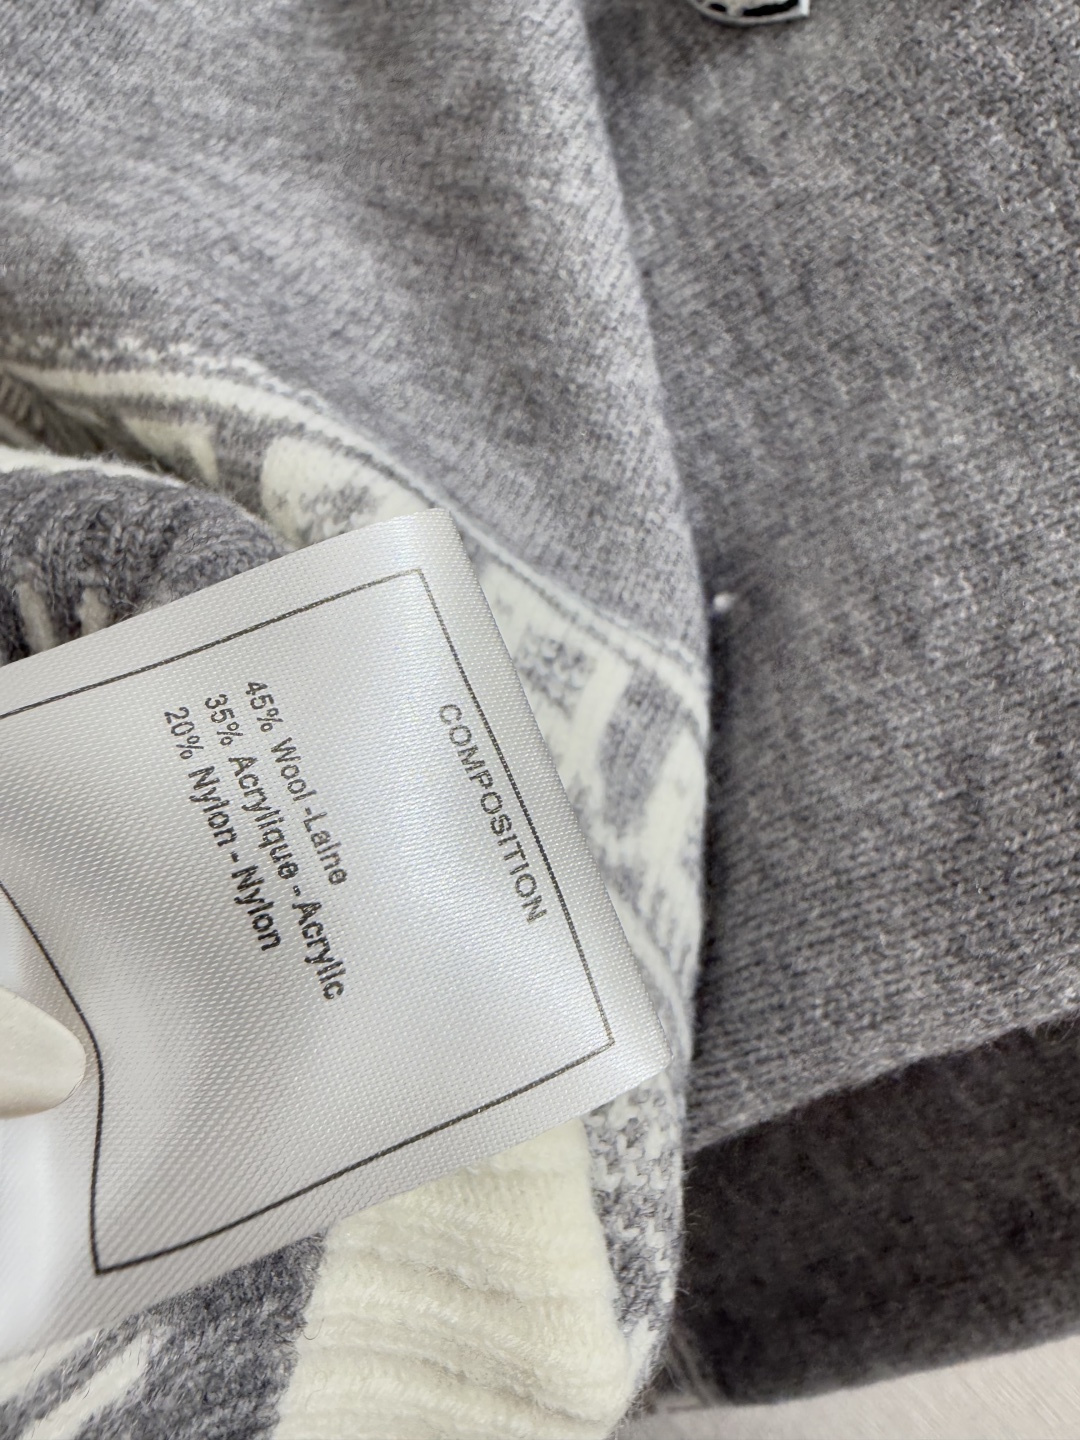 COMPOSITION
45% Wool-Laine
35% Acrylique - Acrylic
20% Nylon - Nylon